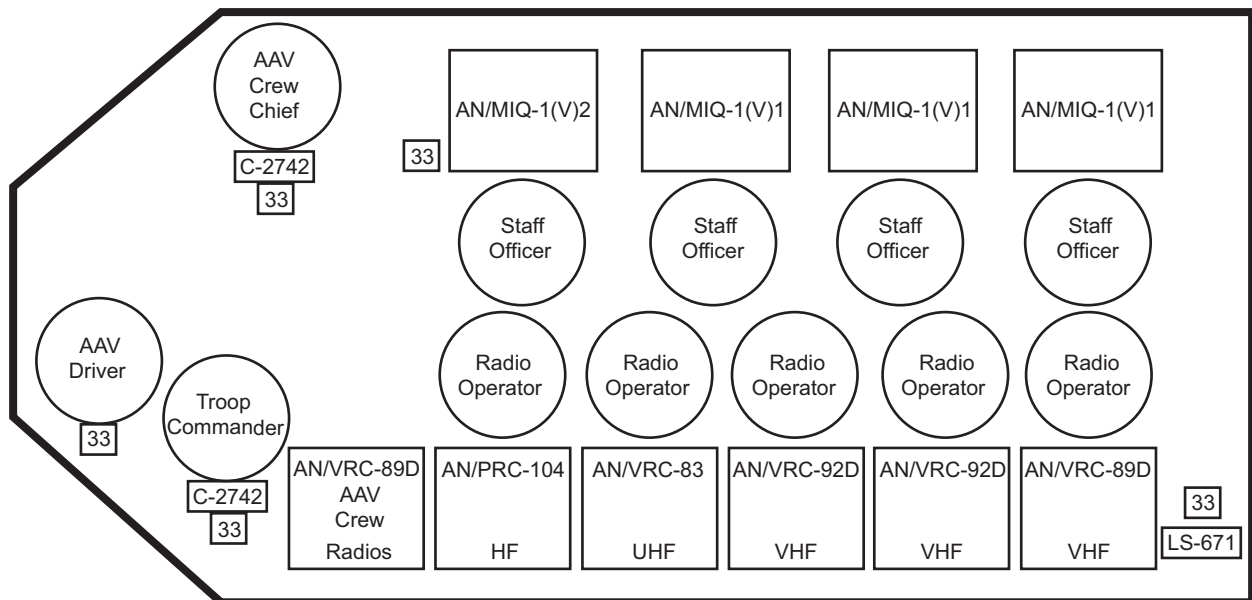 AAV
Crew
Chief
C-2742
33
33
AN/MIQ-1(V)2
AN/MIQ-1(V)1
AN/MIQ-1(V)1
AN/MIQ-1(V)1
Staff
Officer
Staff
Officer
Staff
Officer
Staff
Officer
AAV
Driver
33
Troop
Commander
C-2742
33
Radio
Operator
Radio
Operator
Radio
Operator
Radio
Operator
Radio
Operator
AN/VRC-89D
AAV
Crew
Radios
AN/PRC-104
HF
AN/VRC-83
UHF
AN/VRC-92D
VHF
AN/VRC-92D
VHF
AN/VRC-89D
VHF
33
LS-671